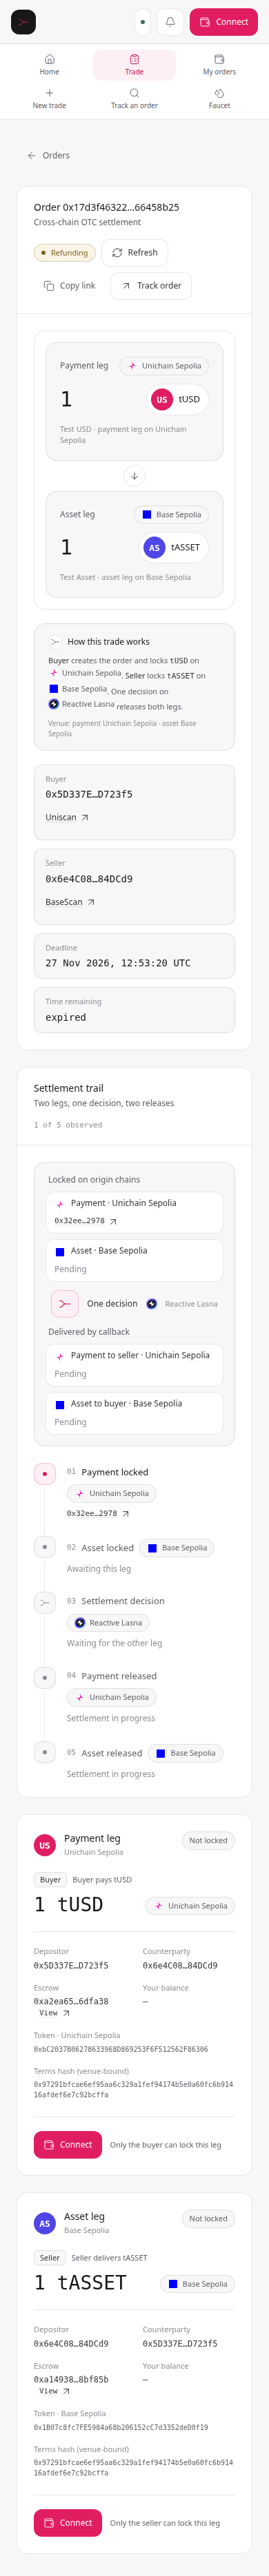 Connect
Home
Trade
My orders
New trade
Track an order
Faucet
Orders
Order 0x17d3f46322...66458b25
Cross-chain OTC settlement
Refunding
Refresh
Copy link
Track order
Payment leg
Unichain Sepolia
1
US
tUSD
Test USD · payment leg on Unichain
Sepolia
Asset leg
Base Sepolia
1
AS
tASSET
Test Asset · asset leg on Base Sepolia
How this trade works
Buyer creates the order and locks tUSD on
Unichain Sepolia. Seller locks tASSET on
Base Sepolia. One decision on
Reactive Lasna releases both legs.
Venue: payment Unichain Sepolia · asset Base
Sepolia
Buyer
0x5D337E…D723f5
Uniscan
Seller
0x6e4C08…84DCd9
BaseScan
Deadline
27 Nov 2026, 12:53:20 UTC
Time remaining
expired
Settlement trail
Two legs, one decision, two releases
1 of 5 observed
Locked on origin chains
Payment · Unichain Sepolia
0x32ee…2978
Asset · Base Sepolia
Pending
One decision
Reactive Lasna
Delivered by callback
Payment to seller · Unichain Sepolia
Pending
Asset to buyer · Base Sepolia
Pending
01 Payment locked
Unichain Sepolia
0x32ee…2978
02 Asset locked
Base Sepolia
Awaiting this leg
03 Settlement decision
Reactive Lasna
Waiting for the other leg
04 Payment released
Unichain Sepolia
Settlement in progress
05 Asset released
Base Sepolia
Settlement in progress
US
Payment leg
Unichain Sepolia
Not locked
Buyer
Buyer pays tUSD
1 tUSD
Unichain Sepolia
Depositor
0x5D337E…D723f5
Counterparty
0x6e4C08…84DCd9
Escrow
0xa2ea65…6dfa38
View
Your balance
—
Token · Unichain Sepolia
0xbC2037B06278633968D869253F6F512562F86306
Terms hash (venue-bound)
0x97291bfcae6ef95aa6c329a1fef94174b5e0a60fc6b914
16afdef6e7c92bcffa
Connect
Only the buyer can lock this leg
AS
Asset leg
Base Sepolia
Not locked
Seller
Seller delivers tASSET
1 tASSET
Base Sepolia
Depositor
0x6e4C08…84DCd9
Counterparty
0x5D337E…D723f5
Escrow
0xa14938…8bf85b
View
Your balance
—
Token · Base Sepolia
0x1B07c8fc7FE5984a68b206152cC7d3352deD0f19
Terms hash (venue-bound)
0x97291bfcae6ef95aa6c329a1fef94174b5e0a60fc6b914
16afdef6e7c92bcffa
Connect
Only the seller can lock this leg